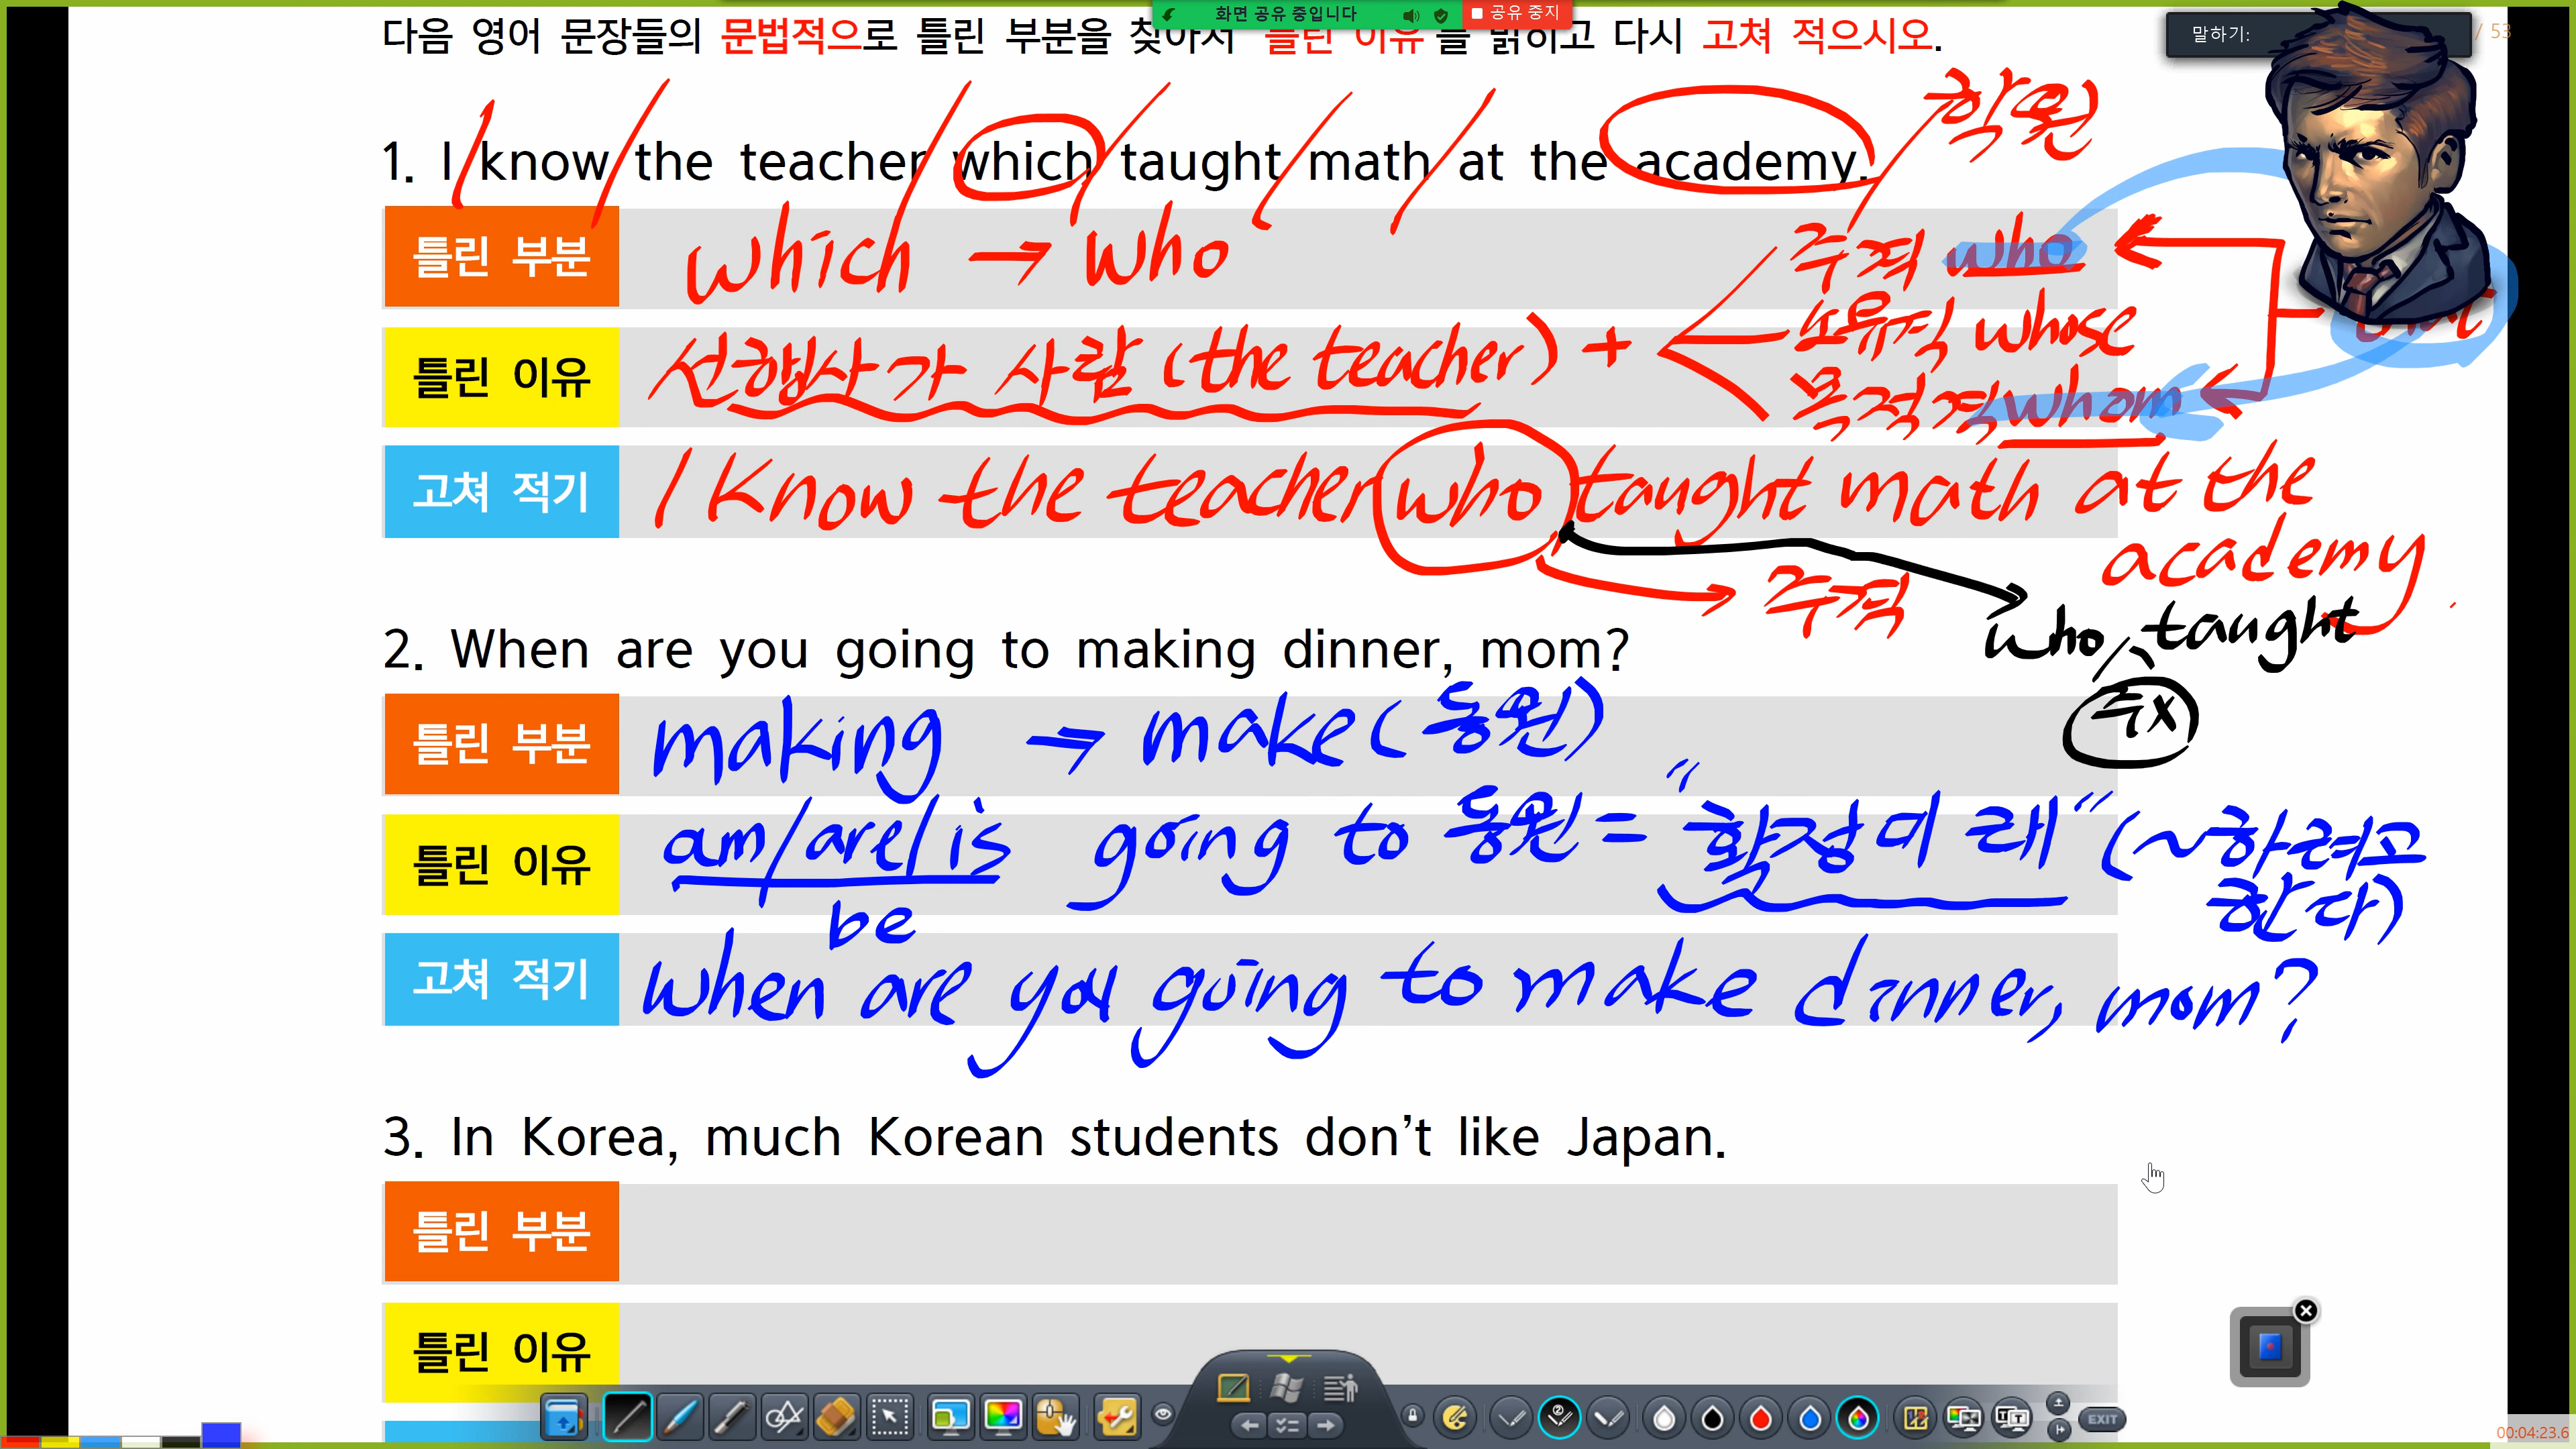 화면 공유 중입니다
공유 중지
말하기:
/ 53
다음 영어 문장들의 문법적으로 틀린 부분을 찾아서 틀린 이유를 밝히고 다시 고쳐 적으시오.
학원
1. I know the teacher which taught math at the academy.
틀린 부분
which → who
주격 who
소유격 whose
목적격 whom
틀린 이유
선행사가 사람 (the teacher) +
고쳐 적기
I know the teacher who taught math at the
academy.
주격
who / taught
주X
2. When are you going to making dinner, mom?
틀린 부분
making → make (동원)
틀린 이유
am/are/is going to 동원 = "확정미래" (~하려고
한다)
be
고쳐 적기
when are you going to make dinner, mom?
3. In Korea, much Korean students don't like Japan.
틀린 부분
틀린 이유
EXIT
00:04:23.6